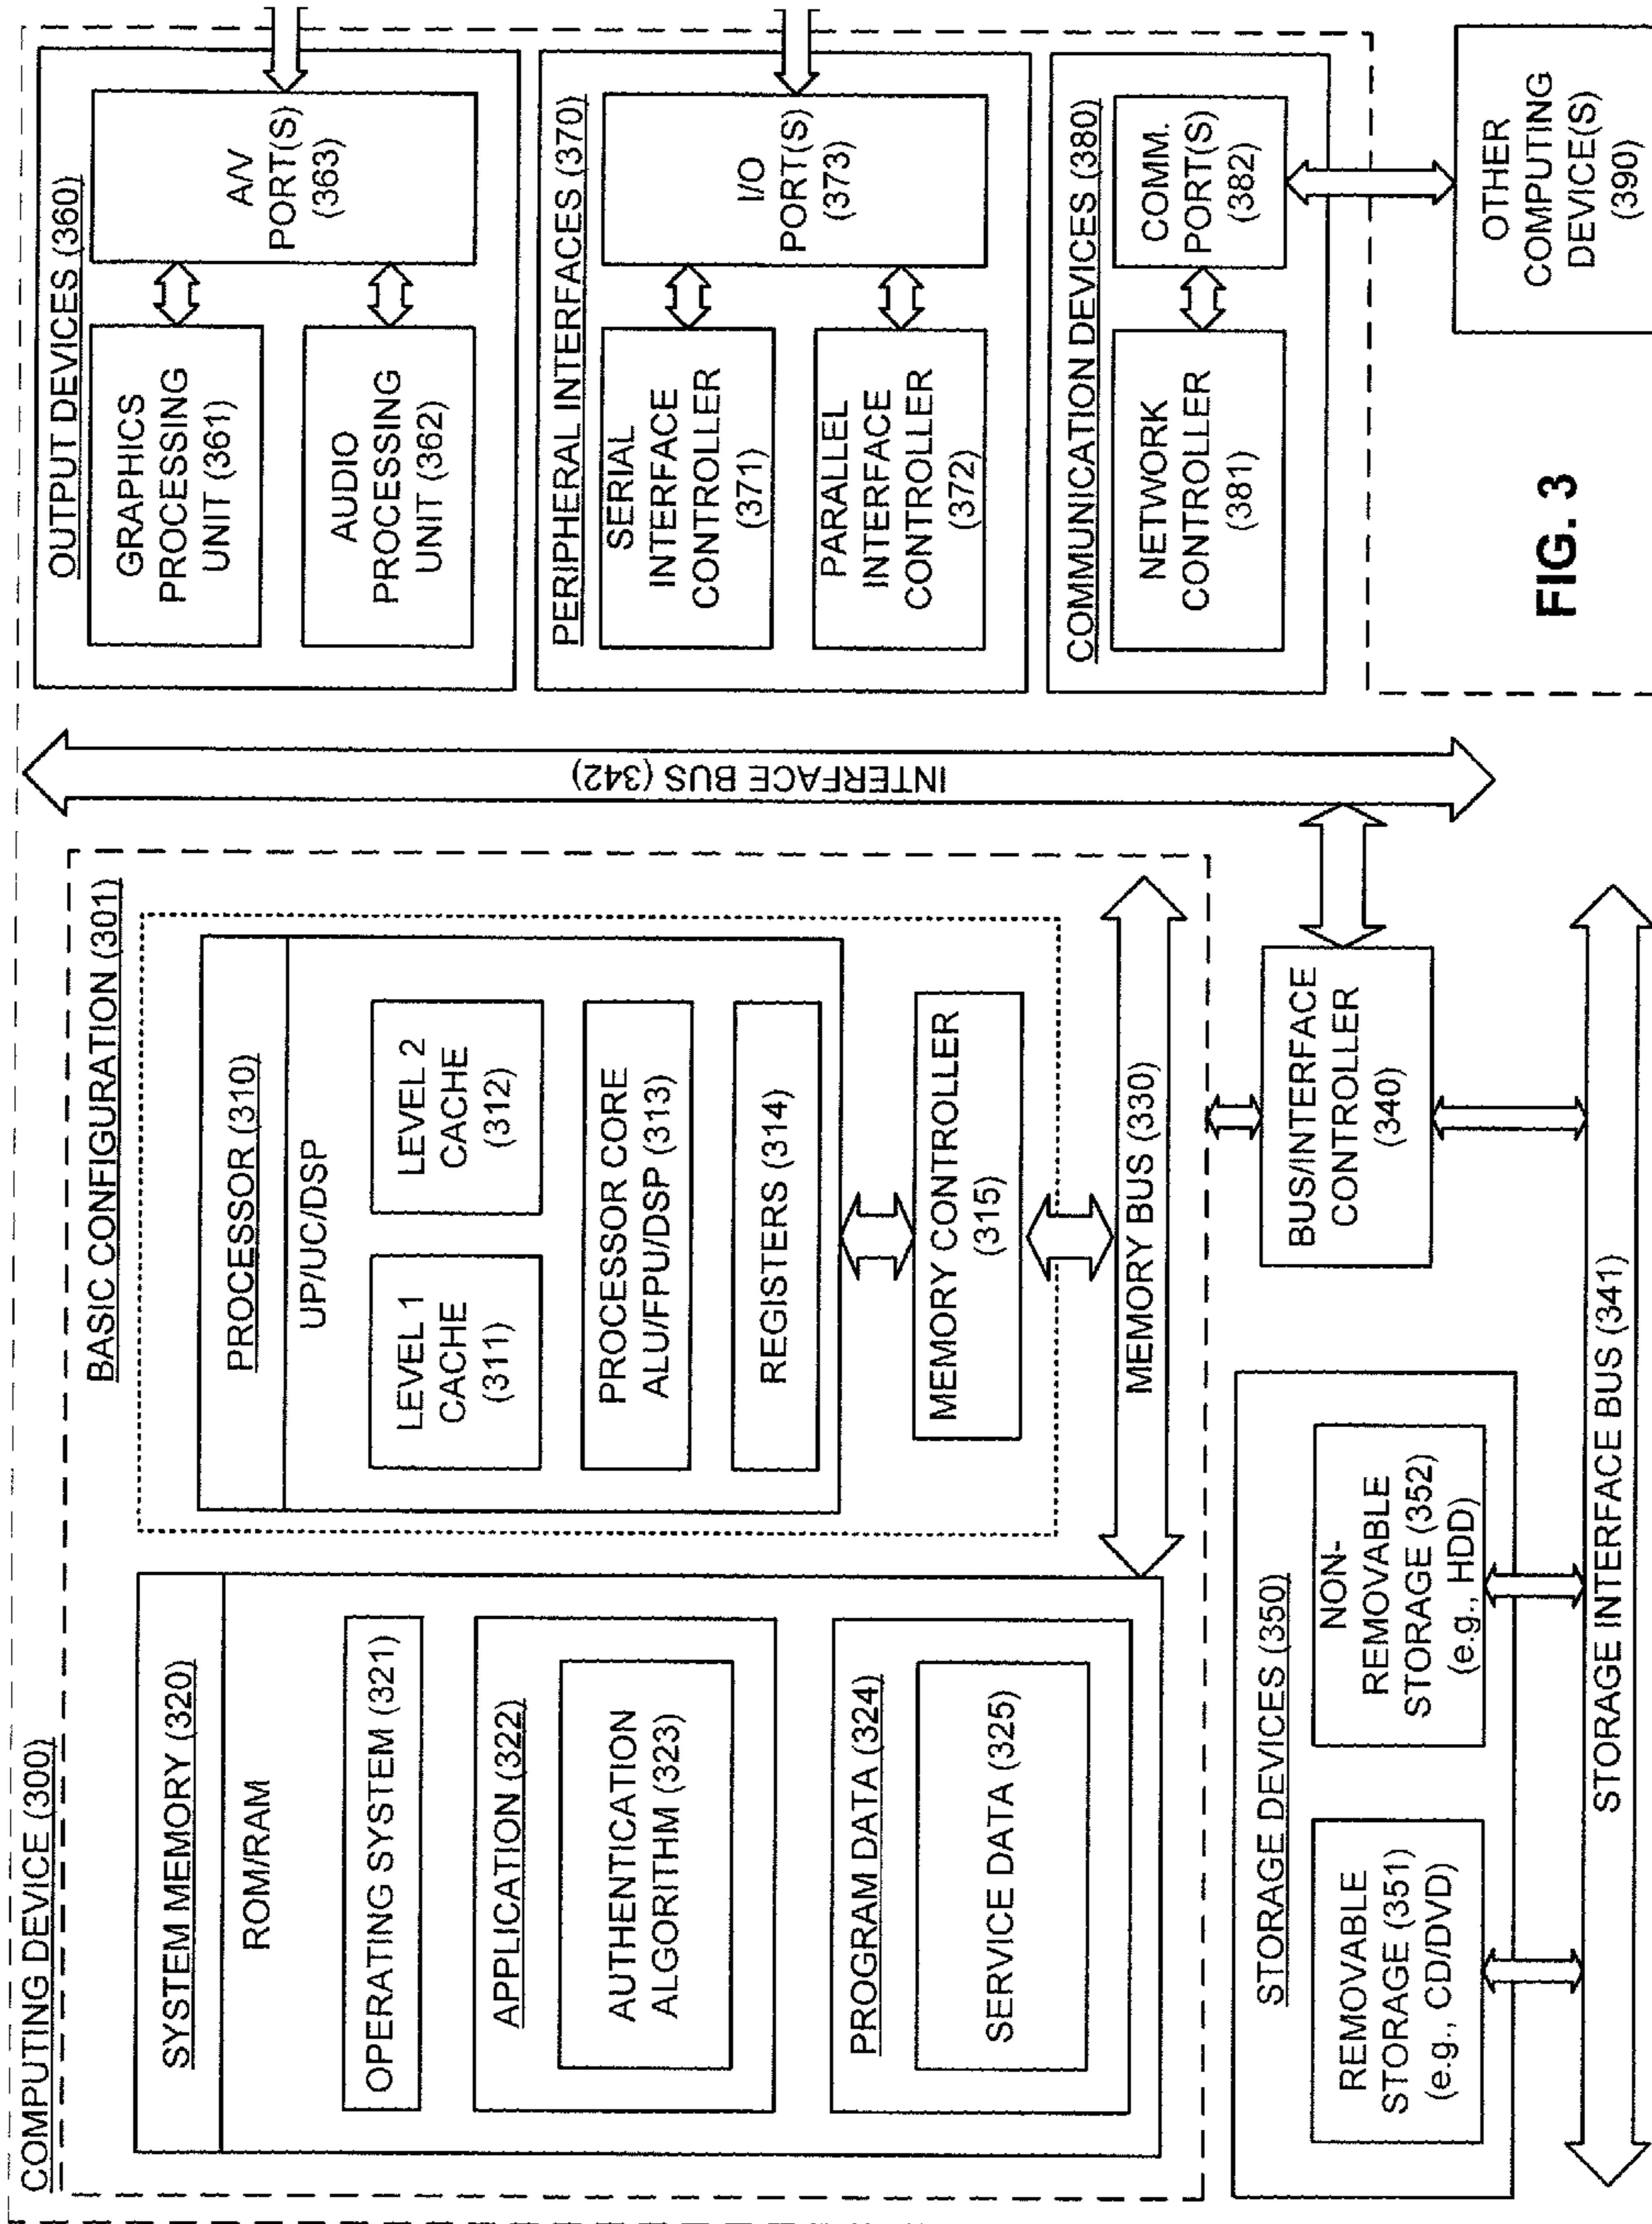 COMPUTING DEVICE (300)
BASIC CONFIGURATION (301)
SYSTEM MEMORY (320)
ROM/RAM
OPERATING SYSTEM (321)
APPLICATION (322)
AUTHENTICATION
ALGORITHM (323)
PROGRAM DATA (324)
SERVICE DATA (325)
PROCESSOR (310)
UP/UC/DSP
LEVEL 1
CACHE
(311)
LEVEL 2
CACHE
(312)
PROCESSOR CORE
ALU/FPU/DSP (313)
REGISTERS (314)
MEMORY CONTROLLER
(315)
MEMORY BUS (330)
BUS/INTERFACE
CONTROLLER
(340)
STORAGE DEVICES (350)
REMOVABLE
STORAGE (351)
(e.g., CD/DVD)
NON-
REMOVABLE
STORAGE (352)
(e.g., HDD)
STORAGE INTERFACE BUS (341)
INTERFACE BUS (342)
OUTPUT DEVICES (360)
GRAPHICS
PROCESSING
UNIT (361)
AUDIO
PROCESSING
UNIT (362)
A/V
PORT(S)
(363)
PERIPHERAL INTERFACES (370)
SERIAL
INTERFACE
CONTROLLER
(371)
PARALLEL
INTERFACE
CONTROLLER
(372)
I/O
PORT(S)
(373)
COMMUNICATION DEVICES (380)
NETWORK
CONTROLLER
(381)
COMM.
PORT(S)
(382)
OTHER
COMPUTING
DEVICE(S)
(390)
FIG. 3